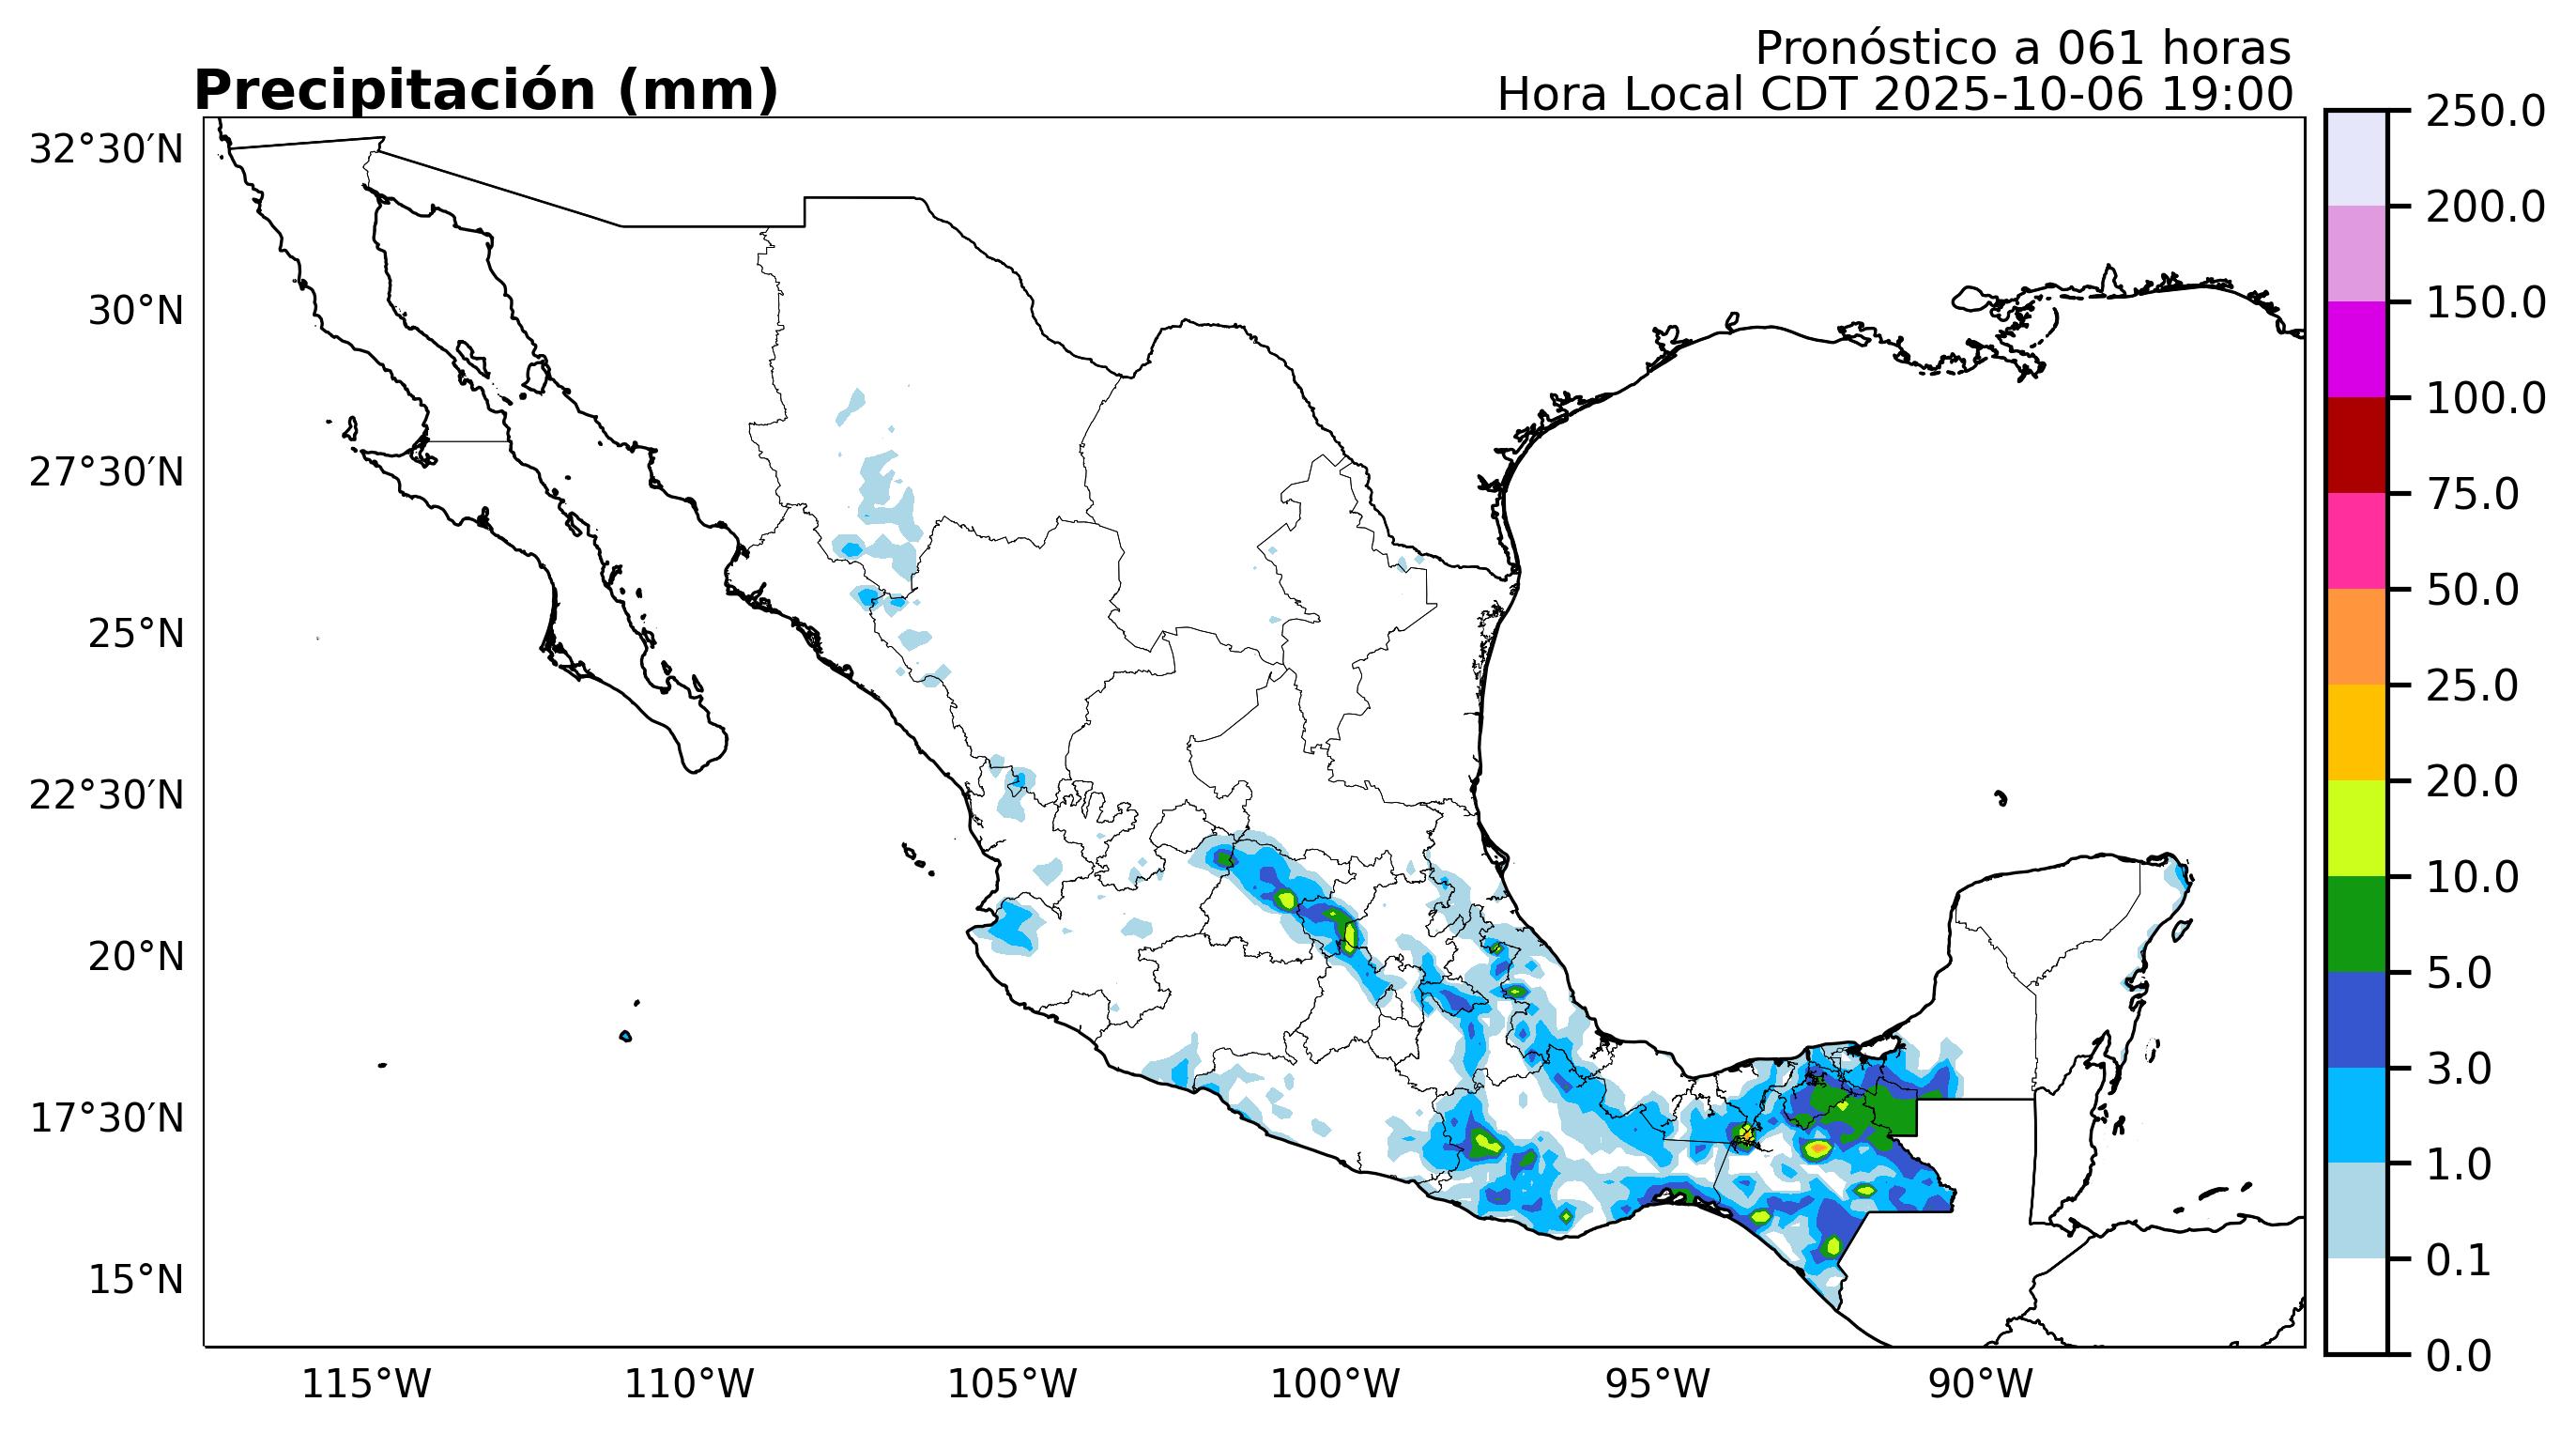 Pronóstico a 061 horas
Precipitación (mm)
Hora Local CDT 2025-10-06 19:00
32°30′N
30°N
27°30′N
25°N
22°30′N
20°N
17°30′N
15°N
115°W
110°W
105°W
100°W
95°W
90°W
250.0
200.0
150.0
100.0
75.0
50.0
25.0
20.0
10.0
5.0
3.0
1.0
0.1
0.0